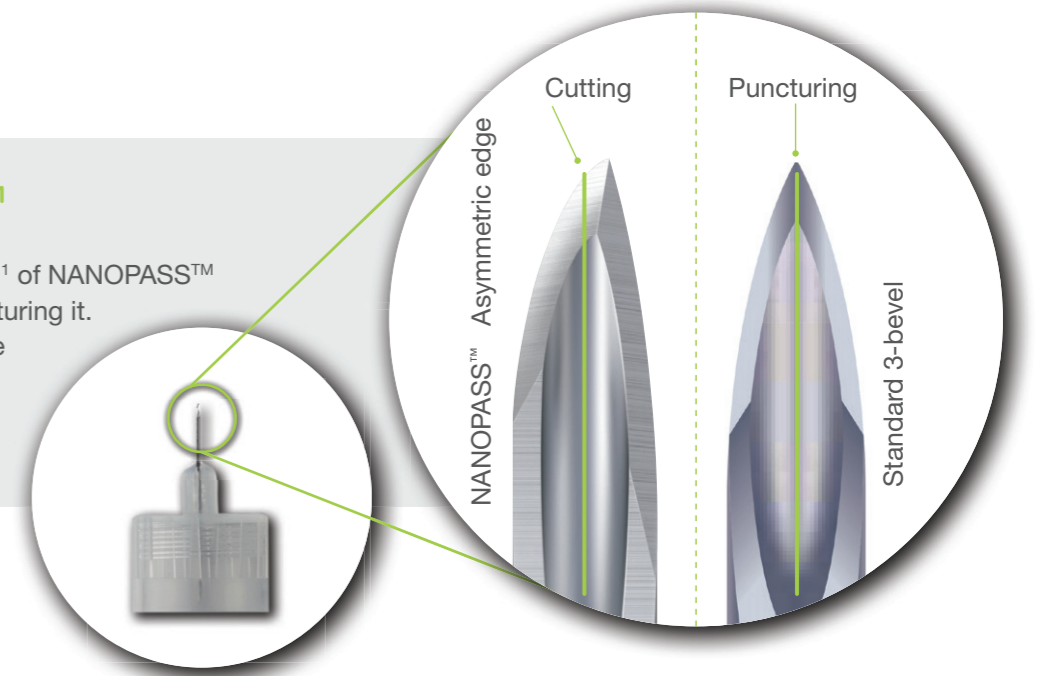 Cutting
Puncturing
NANOPASS™ Asymmetric edge
Standard 3-bevel
¹ of NANOPASS™
turing it.